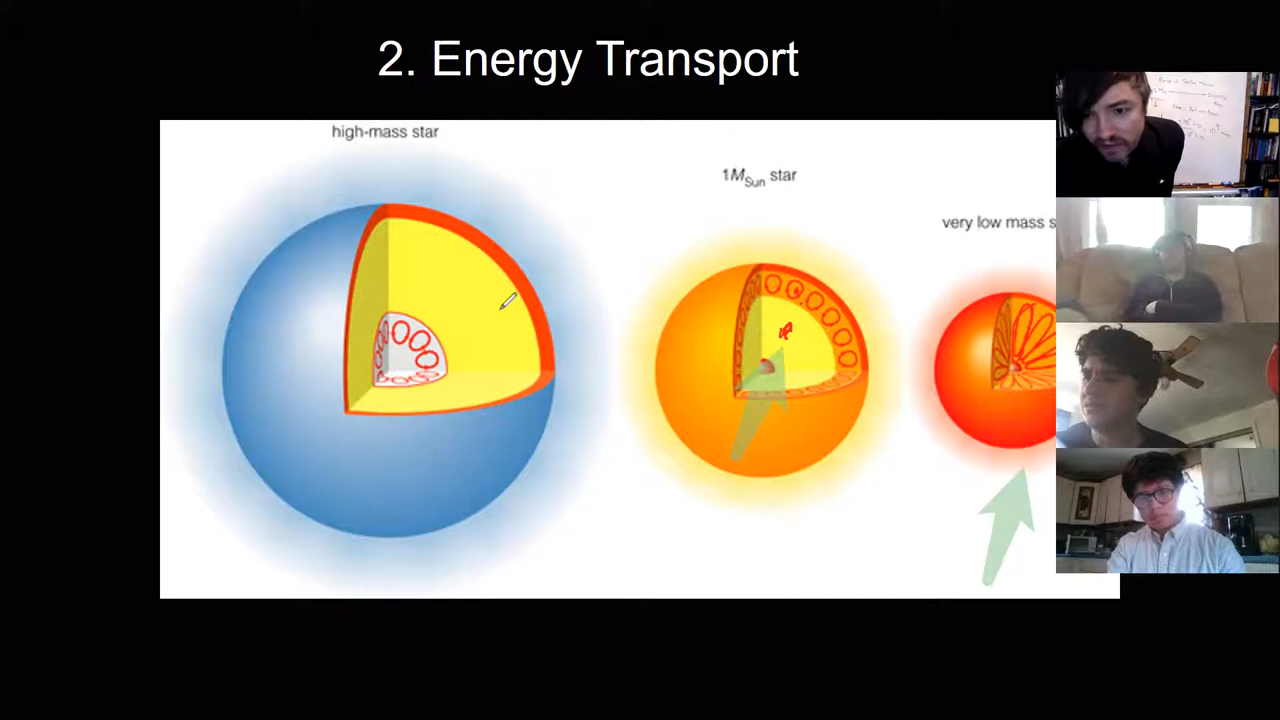 2. Energy Transport
high-mass star
1MSun star
very low mass s